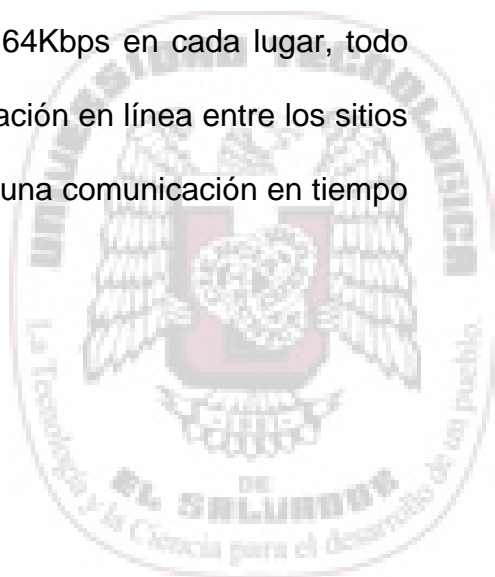 64Kbps en cada lugar, todo
ación en línea entre los sitios
una comunicación en tiempo
UNIVERSIDAD TECNOLOGICA
DE
EL SALVADOR
La Tecnología y la Ciencia para el desarrollo de un pueblo.